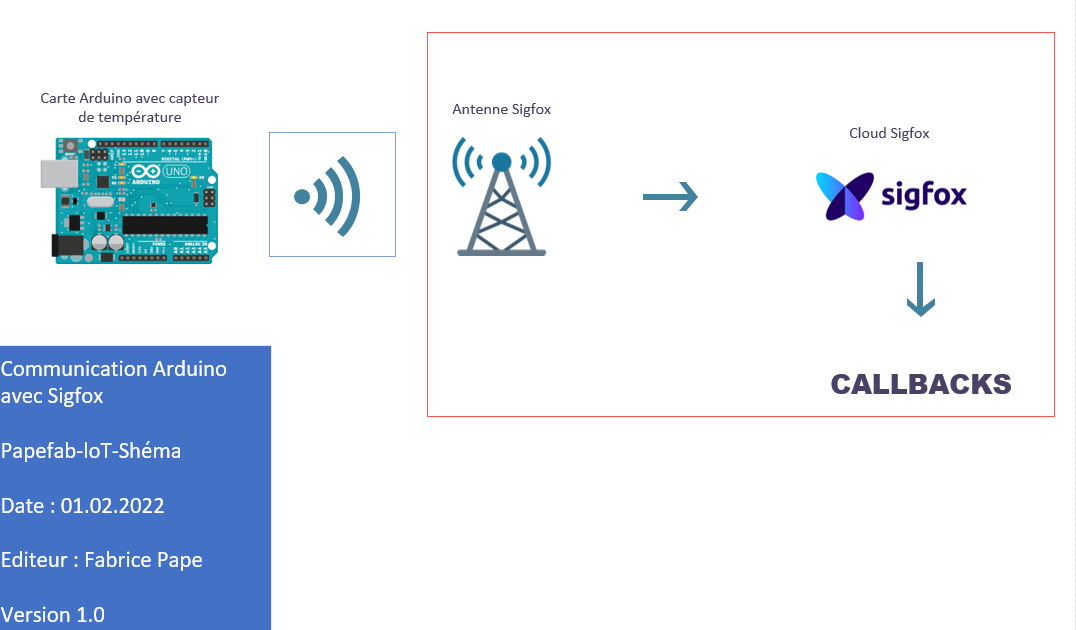 Carte Arduino avec capteur
de température
Antenne Sigfox
Cloud Sigfox
UNO
ARDUINO
sigfox
CALLBACKS
Communication Arduino
avec Sigfox
Papefab-IoT-Shéma
Date : 01.02.2022
Editeur : Fabrice Pape
Version 1.0